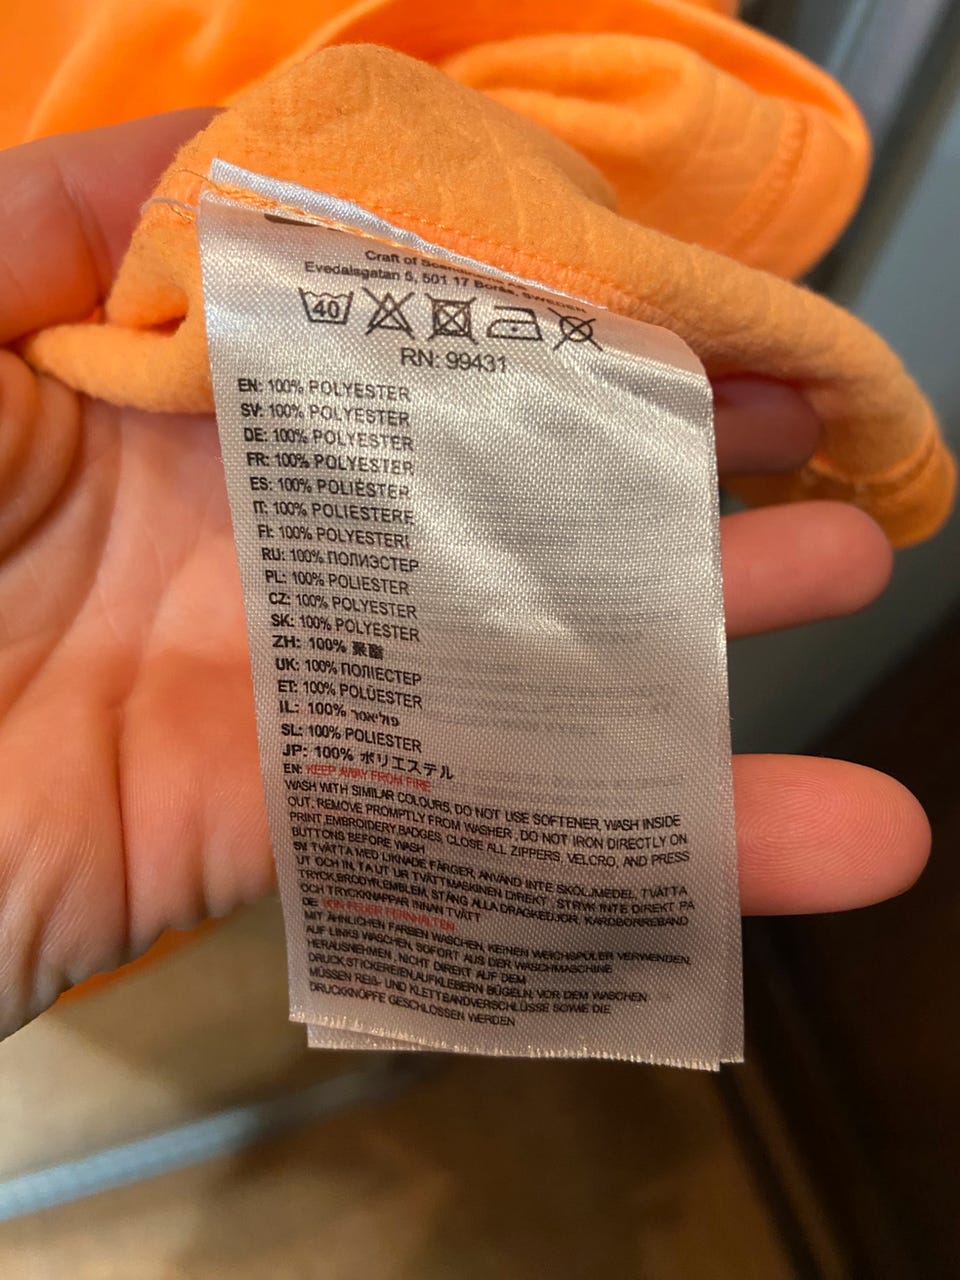 Craft of Scandinavia AB
Evedalsgatan 5, 501 17 Borås, SWEDEN
40
RN: 99431
EN: 100% POLYESTER
SV: 100% POLYESTER
DE: 100% POLYESTER
FR: 100% POLYESTER
ES: 100% POLIÉSTER
IT: 100% POLIESTERE
FI: 100% POLYESTERI
RU: 100% ПОЛИЭСТЕР
PL: 100% POLIESTER
CZ: 100% POLYESTER
SK: 100% POLYESTER
ZH: 100% 聚酯
UK: 100% ПОЛІЕСТЕР
ET: 100% POLÜESTER
IL: 100% פוליאסר
SL: 100% POLIESTER
JP: 100% ポリエステル
EN: KEEP AWAY FROM FIRE
WASH WITH SIMILAR COLOURS, DO NOT USE SOFTENER, WASH INSIDE
OUT, REMOVE PROMPTLY FROM WASHER , DO NOT IRON DIRECTLY ON
PRINT,EMBROIDERY,BADGES, CLOSE ALL ZIPPERS, VELCRO, AND PRESS
BUTTONS BEFORE WASH
SV TVÄTTA MED LIKNADE FÄRGER, ANVÄND INTE SKÖLJMEDEL, TVÄTTA
UT OCH IN, TA UT UR TVÄTTMASKINEN DIREKT , STRYK INTE DIREKT PÅ
TRYCK,BRODYR,EMBLEM, STÄNG ALLA DRAGKEDJOR, KARDBORREBAND
OCH TRYCKKNAPPAR INNAN TVÄTT
DE VON FEUER FERNHALTEN
MIT ÄHNLICHEN FARBEN WASCHEN, KEINEN WEICHSPÜLER VERWENDEN,
AUF LINKS WASCHEN, SOFORT AUS DER WASCHMASCHINE
HERAUSNEHMEN , NICHT DIREKT AUF DEM
DRUCK,STICKEREIEN,AUFKLEBERN BÜGELN, VOR DEM WASCHEN
MÜSSEN REIß- UND KLETTBANDVERSCHLÜSSE SOWIE DIE
DRUCKKNÖPFE GESCHLOSSEN WERDEN